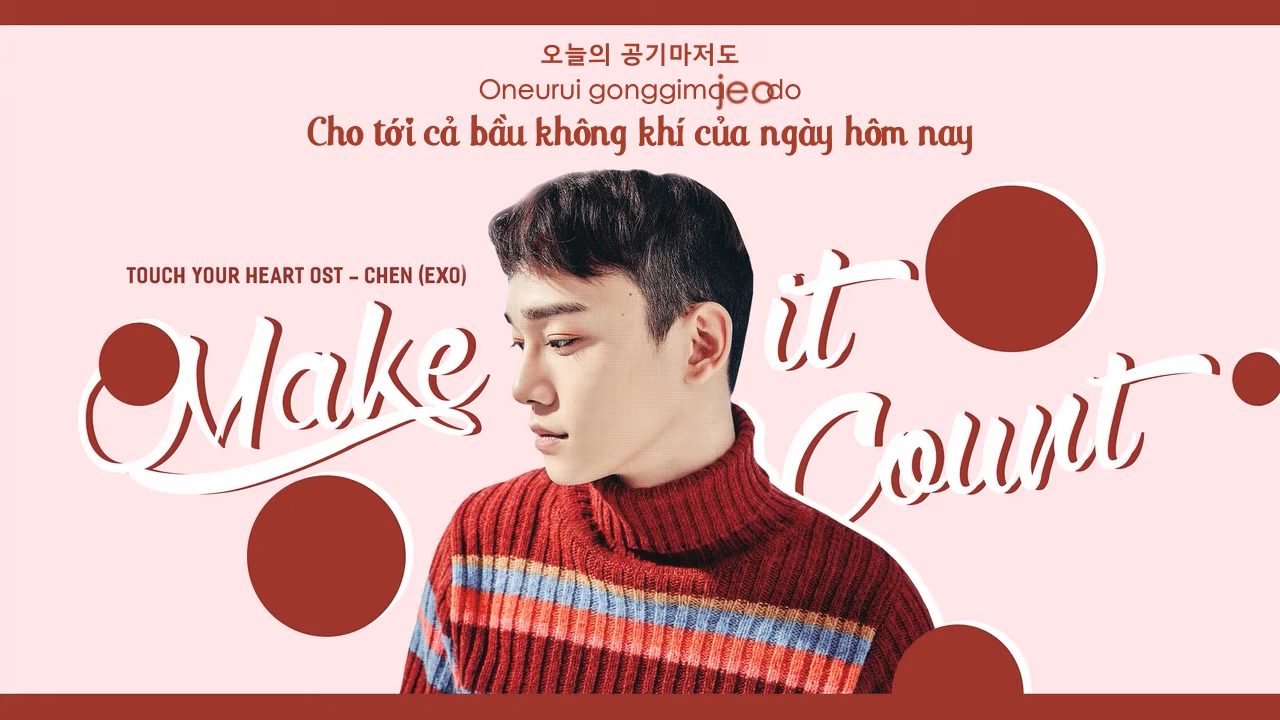 오늘의 공기마저도
Oneurui gonggimajeodo
Cho tới cả bầu không khí của ngày hôm nay
TOUCH YOUR HEART OST - CHEN (EXO)
Make
it
Count